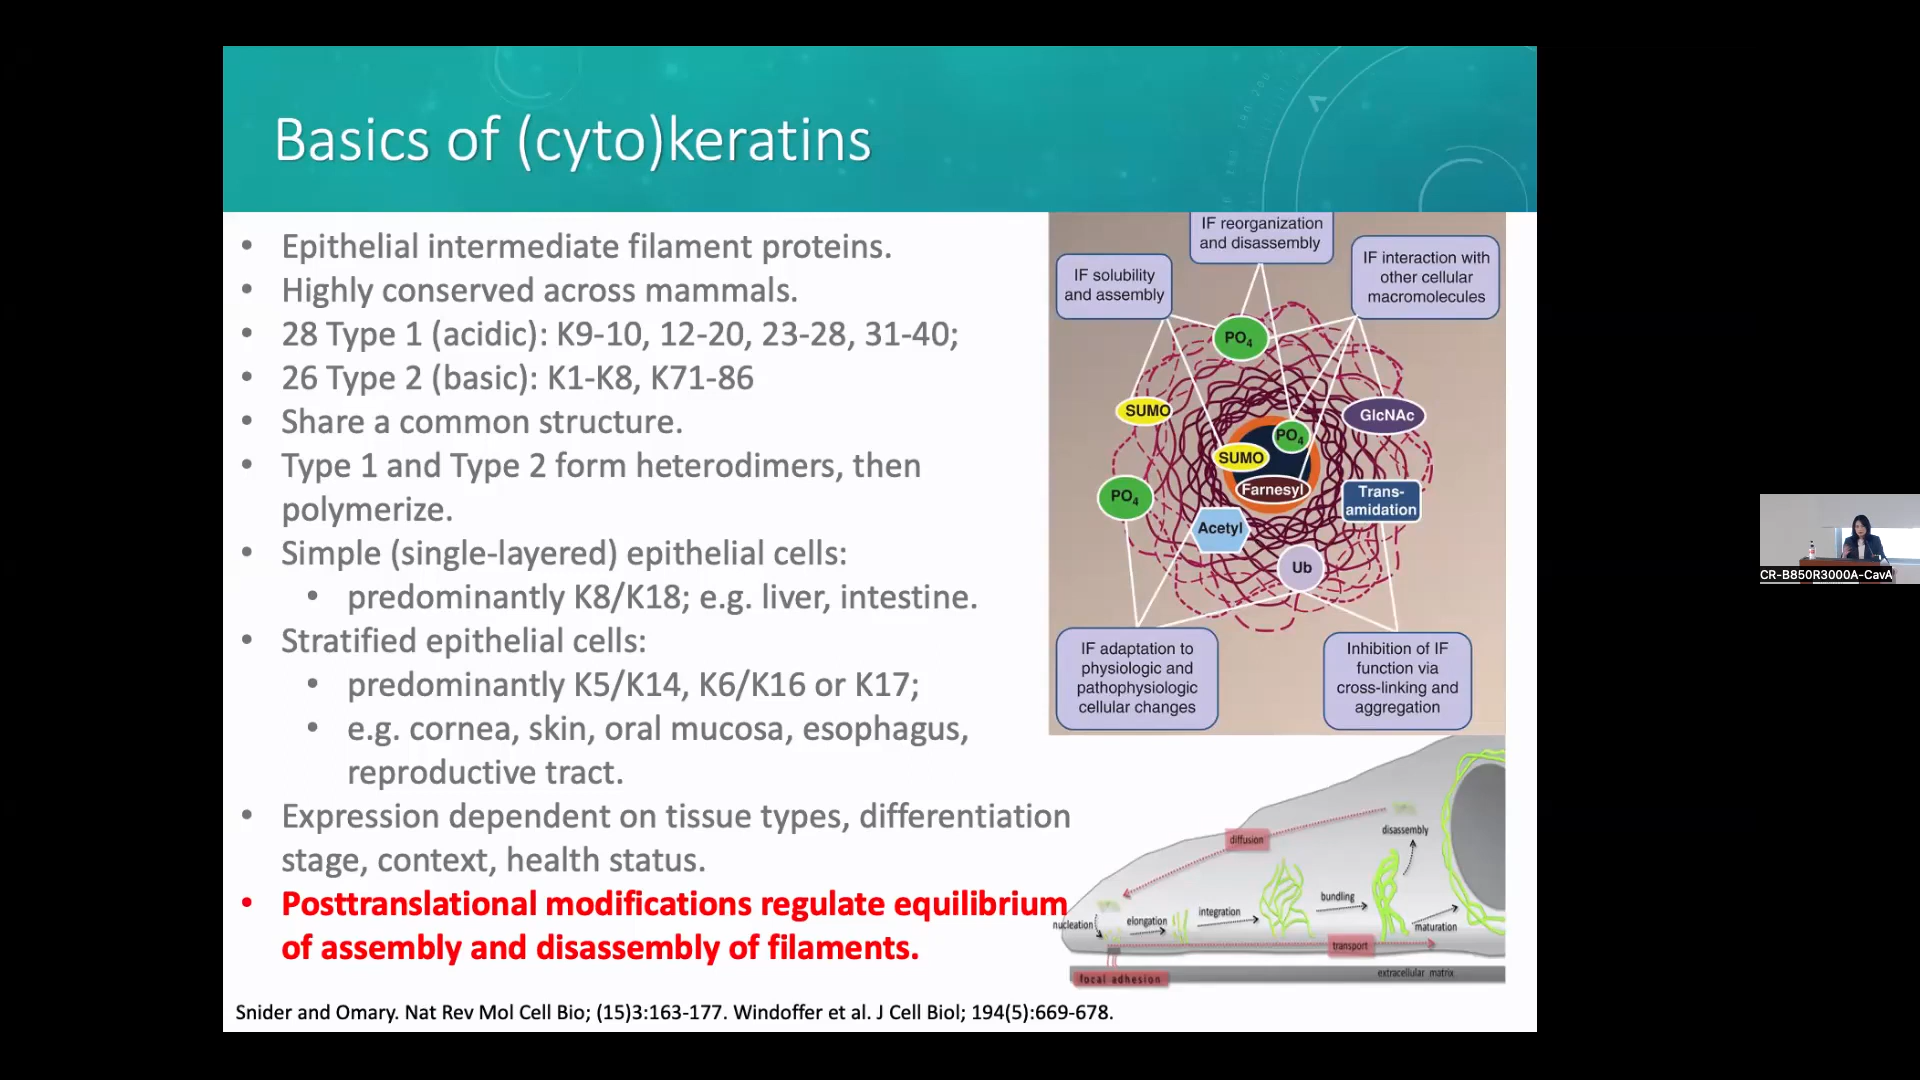 Basics of (cyto)keratins
• Epithelial intermediate filament proteins.
• Highly conserved across mammals.
• 28 Type 1 (acidic): K9-10, 12-20, 23-28, 31-40;
• 26 Type 2 (basic): K1-K8, K71-86
• Share a common structure.
• Type 1 and Type 2 form heterodimers, then
polymerize.
• Simple (single-layered) epithelial cells:
• predominantly K8/K18; e.g. liver, intestine.
• Stratified epithelial cells:
• predominantly K5/K14, K6/K16 or K17;
• e.g. cornea, skin, oral mucosa, esophagus,
reproductive tract.
• Expression dependent on tissue types, differentiation
stage, context, health status.
• Posttranslational modifications regulate equilibrium
of assembly and disassembly of filaments.
IF reorganization
and disassembly
IF solubility
and assembly
IF interaction with
other cellular
macromolecules
PO4
SUMO
GlcNAc
PO4
SUMO
Farnesyl
PO4
Trans-
amidation
Acetyl
Ub
IF adaptation to
physiologic and
pathophysiologic
cellular changes
Inhibition of IF
function via
cross-linking and
aggregation
disassembly
diffusion
bundling
integration
elongation
nucleation
maturation
transport
focal adhesion
extracellular matrix
Snider and Omary. Nat Rev Mol Cell Bio; (15)3:163-177. Windoffer et al. J Cell Biol; 194(5):669-678.
CR-B850R3000A-CavA